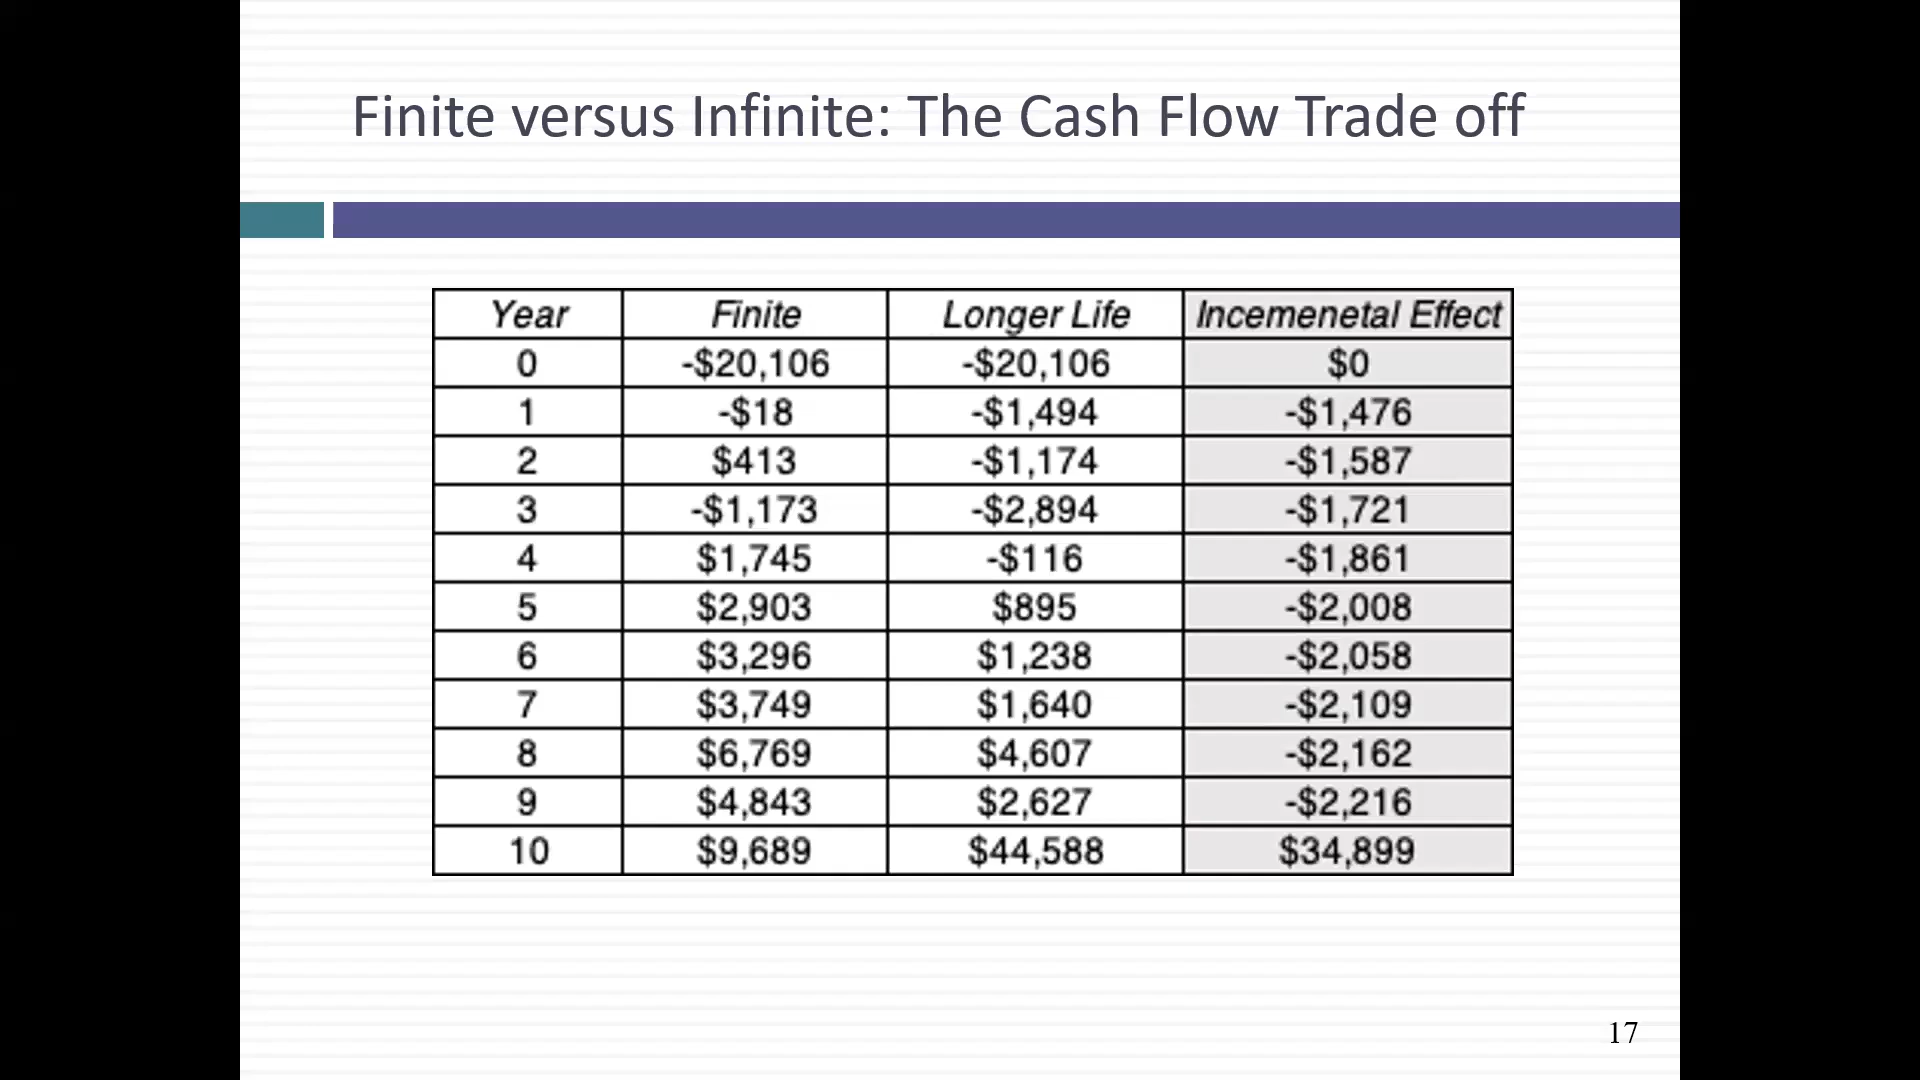 Finite versus Infinite: The Cash Flow Trade off
Year Finite Longer Life Incemenetal Effect
0 -$20,106 -$20,106 $0
1 -$18 -$1,494 -$1,476
2 $413 -$1,174 -$1,587
3 -$1,173 -$2,894 -$1,721
4 $1,745 -$116 -$1,861
5 $2,903 $895 -$2,008
6 $3,296 $1,238 -$2,058
7 $3,749 $1,640 -$2,109
8 $6,769 $4,607 -$2,162
9 $4,843 $2,627 -$2,216
10 $9,689 $44,588 $34,899
17